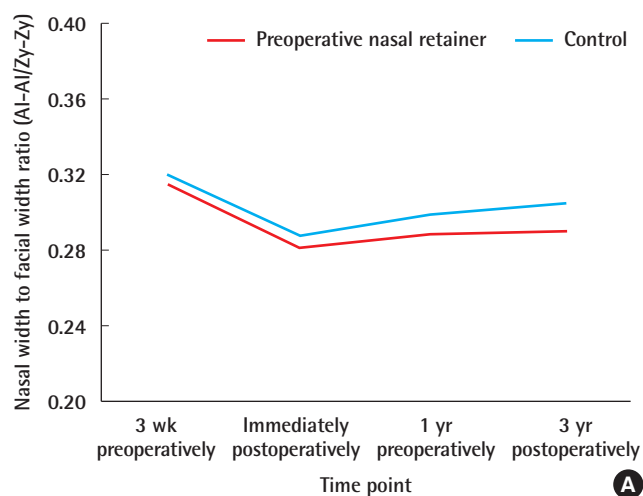 Nasal width to facial width ratio (Al-Al/Zy-Zy)
Preoperative nasal retainer
Control
0.40
0.36
0.32
0.28
0.24
0.20
3 wk
preoperatively
Immediately
postoperatively
1 yr
preoperatively
3 yr
postoperatively
Time point
A